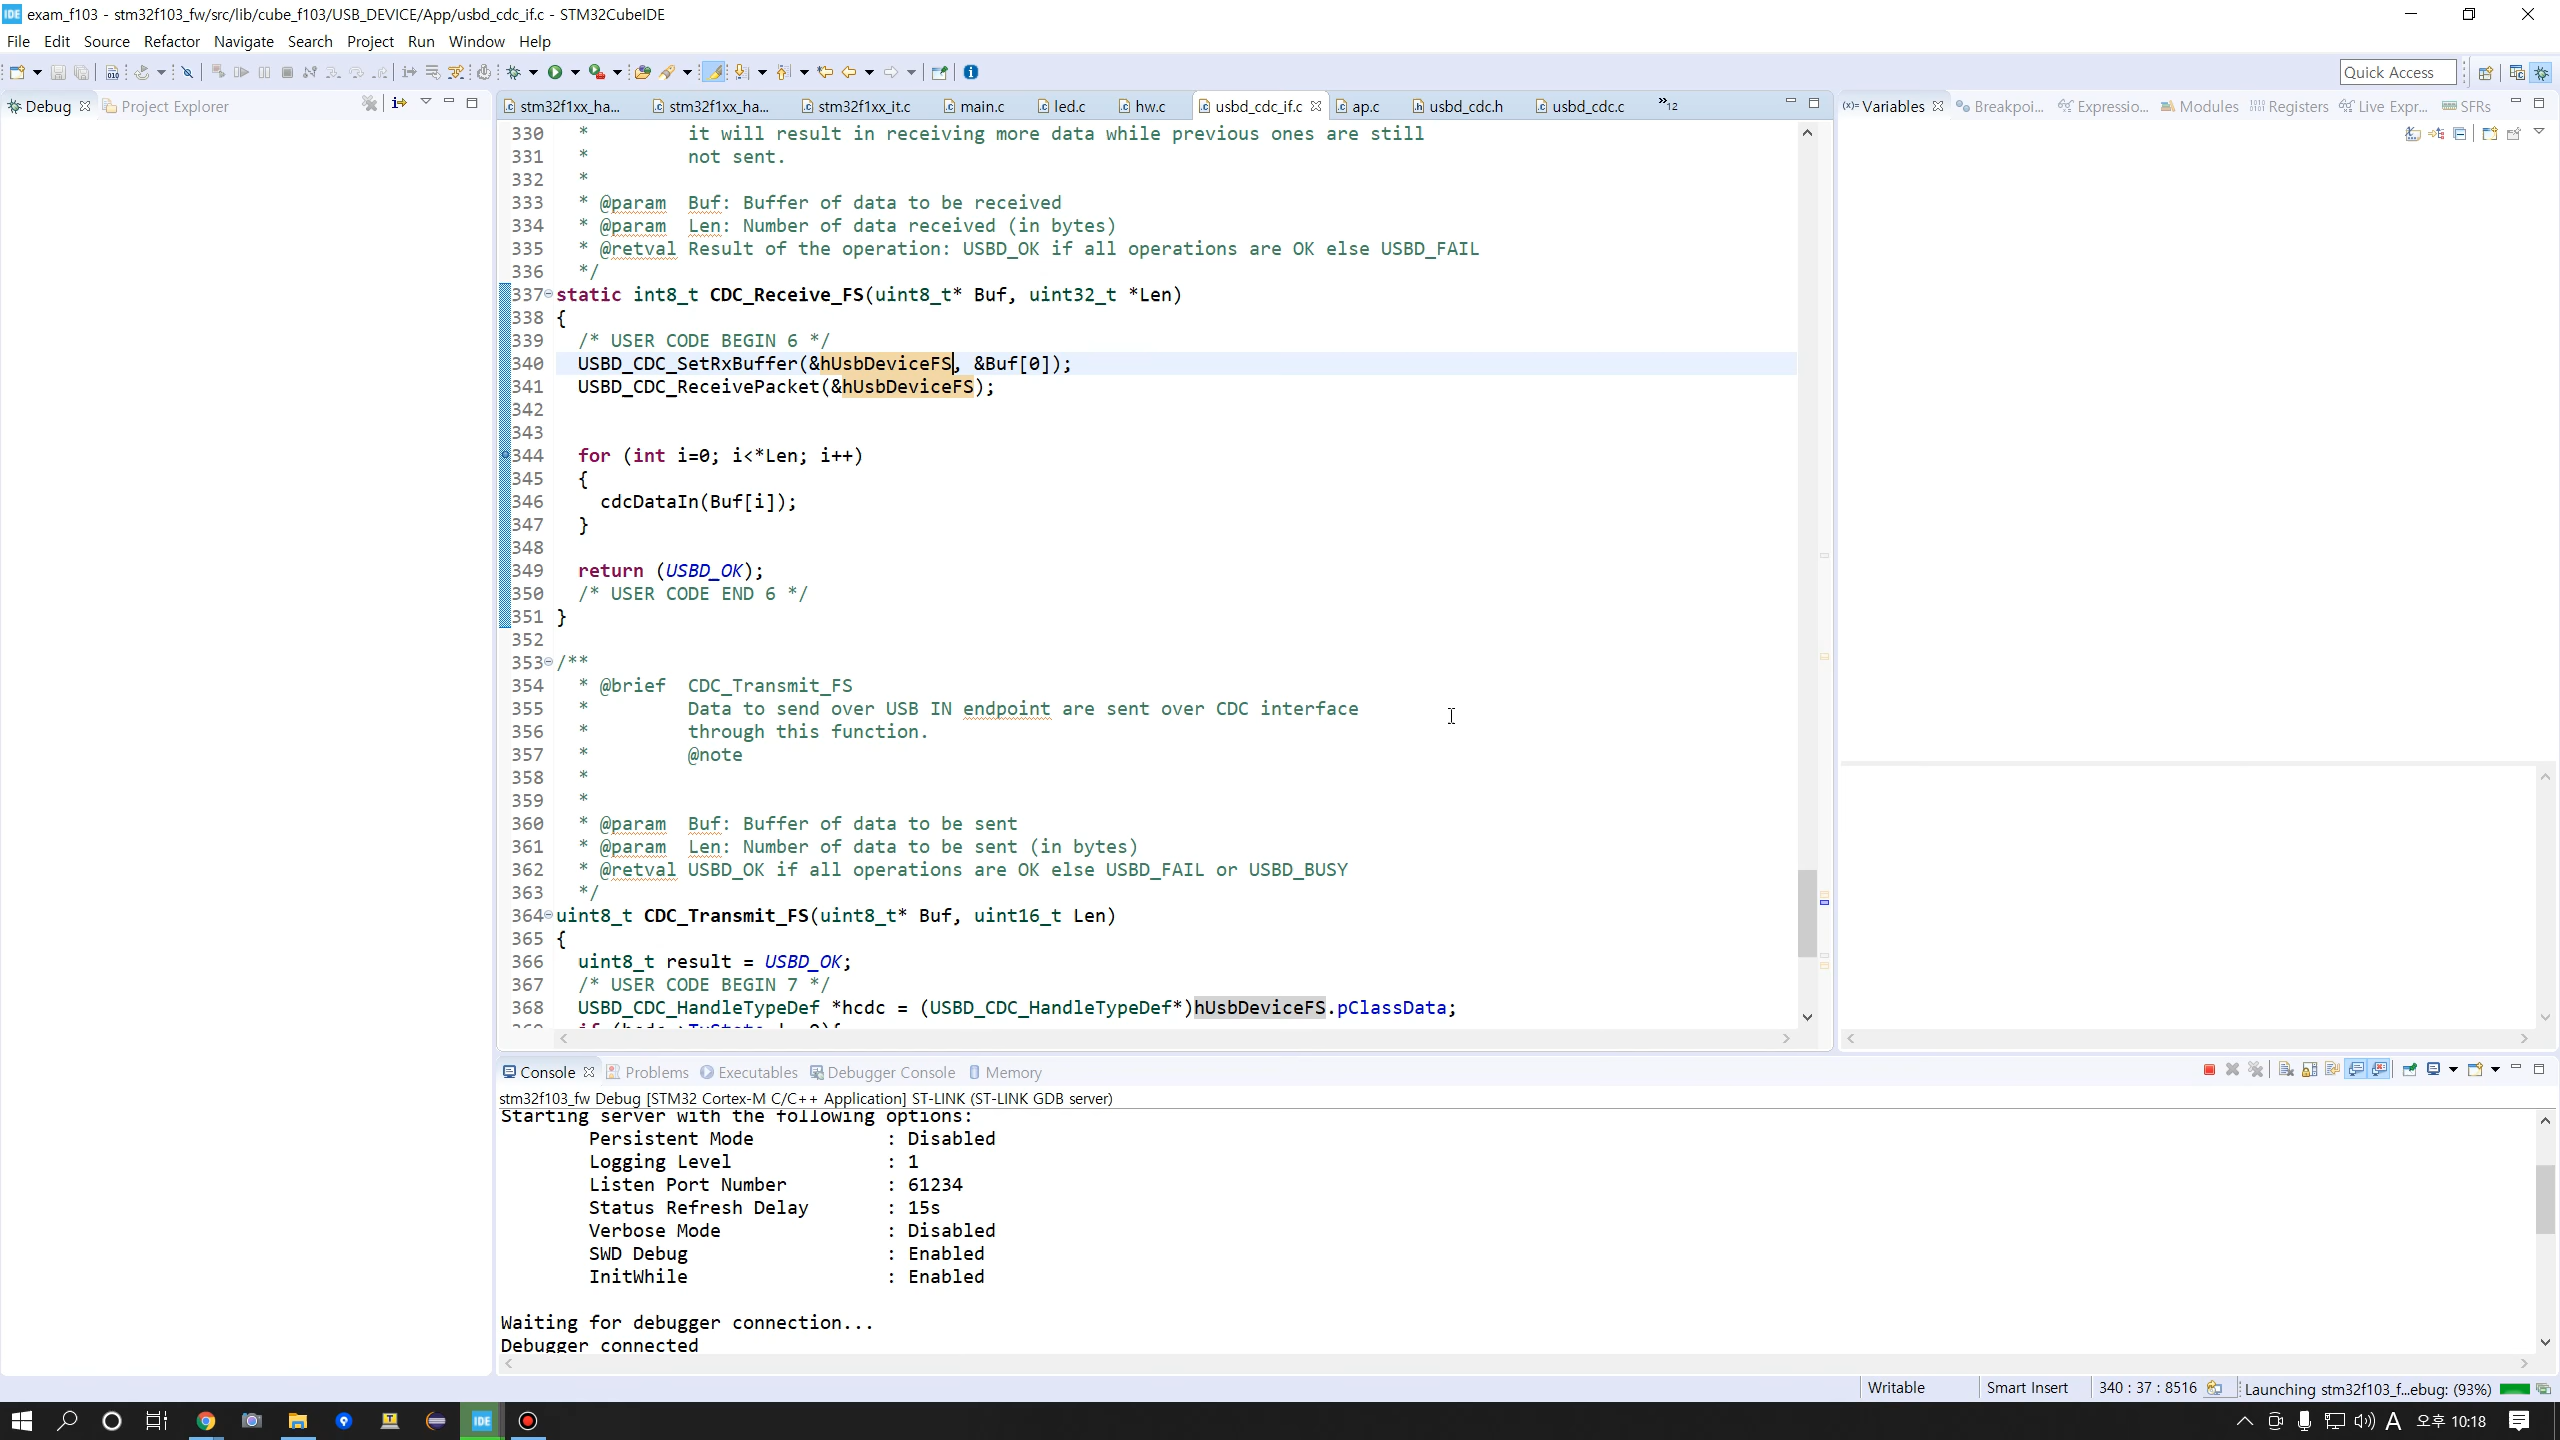 IDE exam_f103 - stm32f103_fw/src/lib/cube_f103/USB_DEVICE/App/usbd_cdc_if.c - STM32CubeIDE
File Edit Source Refactor Navigate Search Project Run Window Help
Quick Access
Debug Project Explorer
stm32f1xx_ha... stm32f1xx_ha... stm32f1xx_it.c main.c led.c hw.c usbd_cdc_if.c ap.c usbd_cdc.h usbd_cdc.c »12
(x)= Variables Breakpoi... Expressio... Modules Registers Live Expr... SFRs
330 * it will result in receiving more data while previous ones are still
331 * not sent.
332 *
333 * @param Buf: Buffer of data to be received
334 * @param Len: Number of data received (in bytes)
335 * @retval Result of the operation: USBD_OK if all operations are OK else USBD_FAIL
336 */
337 static int8_t CDC_Receive_FS(uint8_t* Buf, uint32_t *Len)
338 {
339 /* USER CODE BEGIN 6 */
340 USBD_CDC_SetRxBuffer(&hUsbDeviceFS, &Buf[0]);
341 USBD_CDC_ReceivePacket(&hUsbDeviceFS);
342
343
344 for (int i=0; i<*Len; i++)
345 {
346 cdcDataIn(Buf[i]);
347 }
348
349 return (USBD_OK);
350 /* USER CODE END 6 */
351 }
352
353 /**
354 * @brief CDC_Transmit_FS
355 * Data to send over USB IN endpoint are sent over CDC interface
356 * through this function.
357 * @note
358 *
359 *
360 * @param Buf: Buffer of data to be sent
361 * @param Len: Number of data to be sent (in bytes)
362 * @retval USBD_OK if all operations are OK else USBD_FAIL or USBD_BUSY
363 */
364 uint8_t CDC_Transmit_FS(uint8_t* Buf, uint16_t Len)
365 {
366 uint8_t result = USBD_OK;
367 /* USER CODE BEGIN 7 */
368 USBD_CDC_HandleTypeDef *hcdc = (USBD_CDC_HandleTypeDef*)hUsbDeviceFS.pClassData;
Console Problems Executables Debugger Console Memory
stm32f103_fw Debug [STM32 Cortex-M C/C++ Application] ST-LINK (ST-LINK GDB server)
Starting server with the following options:
Persistent Mode : Disabled
Logging Level : 1
Listen Port Number : 61234
Status Refresh Delay : 15s
Verbose Mode : Disabled
SWD Debug : Enabled
InitWhile : Enabled
Waiting for debugger connection...
Debugger connected
Writable Smart Insert 340 : 37 : 8516 Launching stm32f103_f...ebug: (93%)
IDE A 오후 10:18